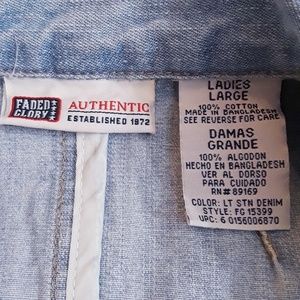 FADED
GLORY
AUTHENTIC
ESTABLISHED 1972
LADIES
LARGE
100% COTTON
MADE IN BANGLADESH
SEE REVERSE FOR CARE
DAMAS
GRANDE
100% ALGODON
HECHO EN BANGLADESH
VER AL DORSO
PARA CUIDADO
RN# 89169
COLOR: LT STN DENIM
STYLE: FG 15399
UPC: 6 0156006870